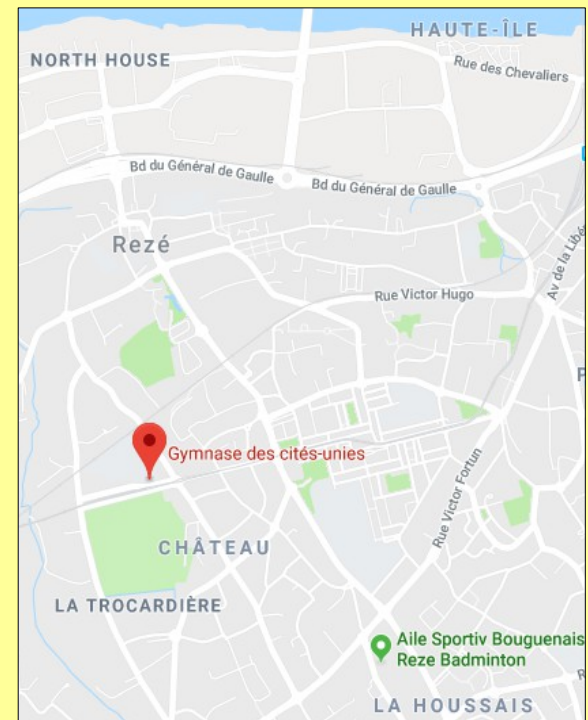 HAUTE-ÎLE
NORTH HOUSE
Rue des Chevaliers
Bd du Général de Gaulle
Bd du Général de Gaulle
Rezé
Av de la Libé
Rue Victor Hugo
P
Gymnase des cités-unies
Rue Victor Fortun
CHÂTEAU
LA TROCARDIÈRE
Aile Sportiv Bouguenais
Reze Badminton
R
LA HOUSSAIS